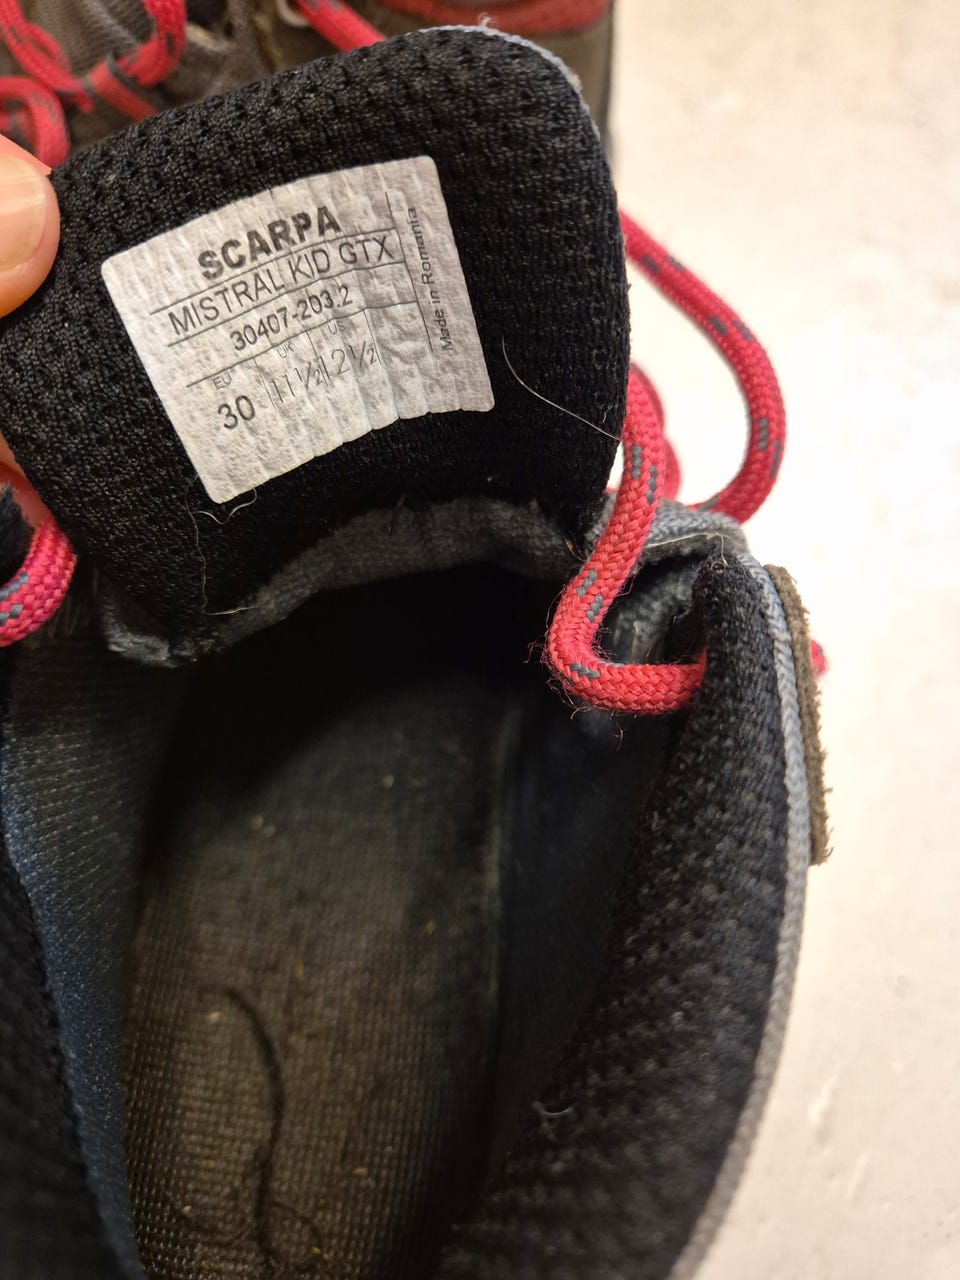 SCARPA
MISTRAL KID GTX
30407-203.2
EU UK US
30 11½ 12½
Made in Romania